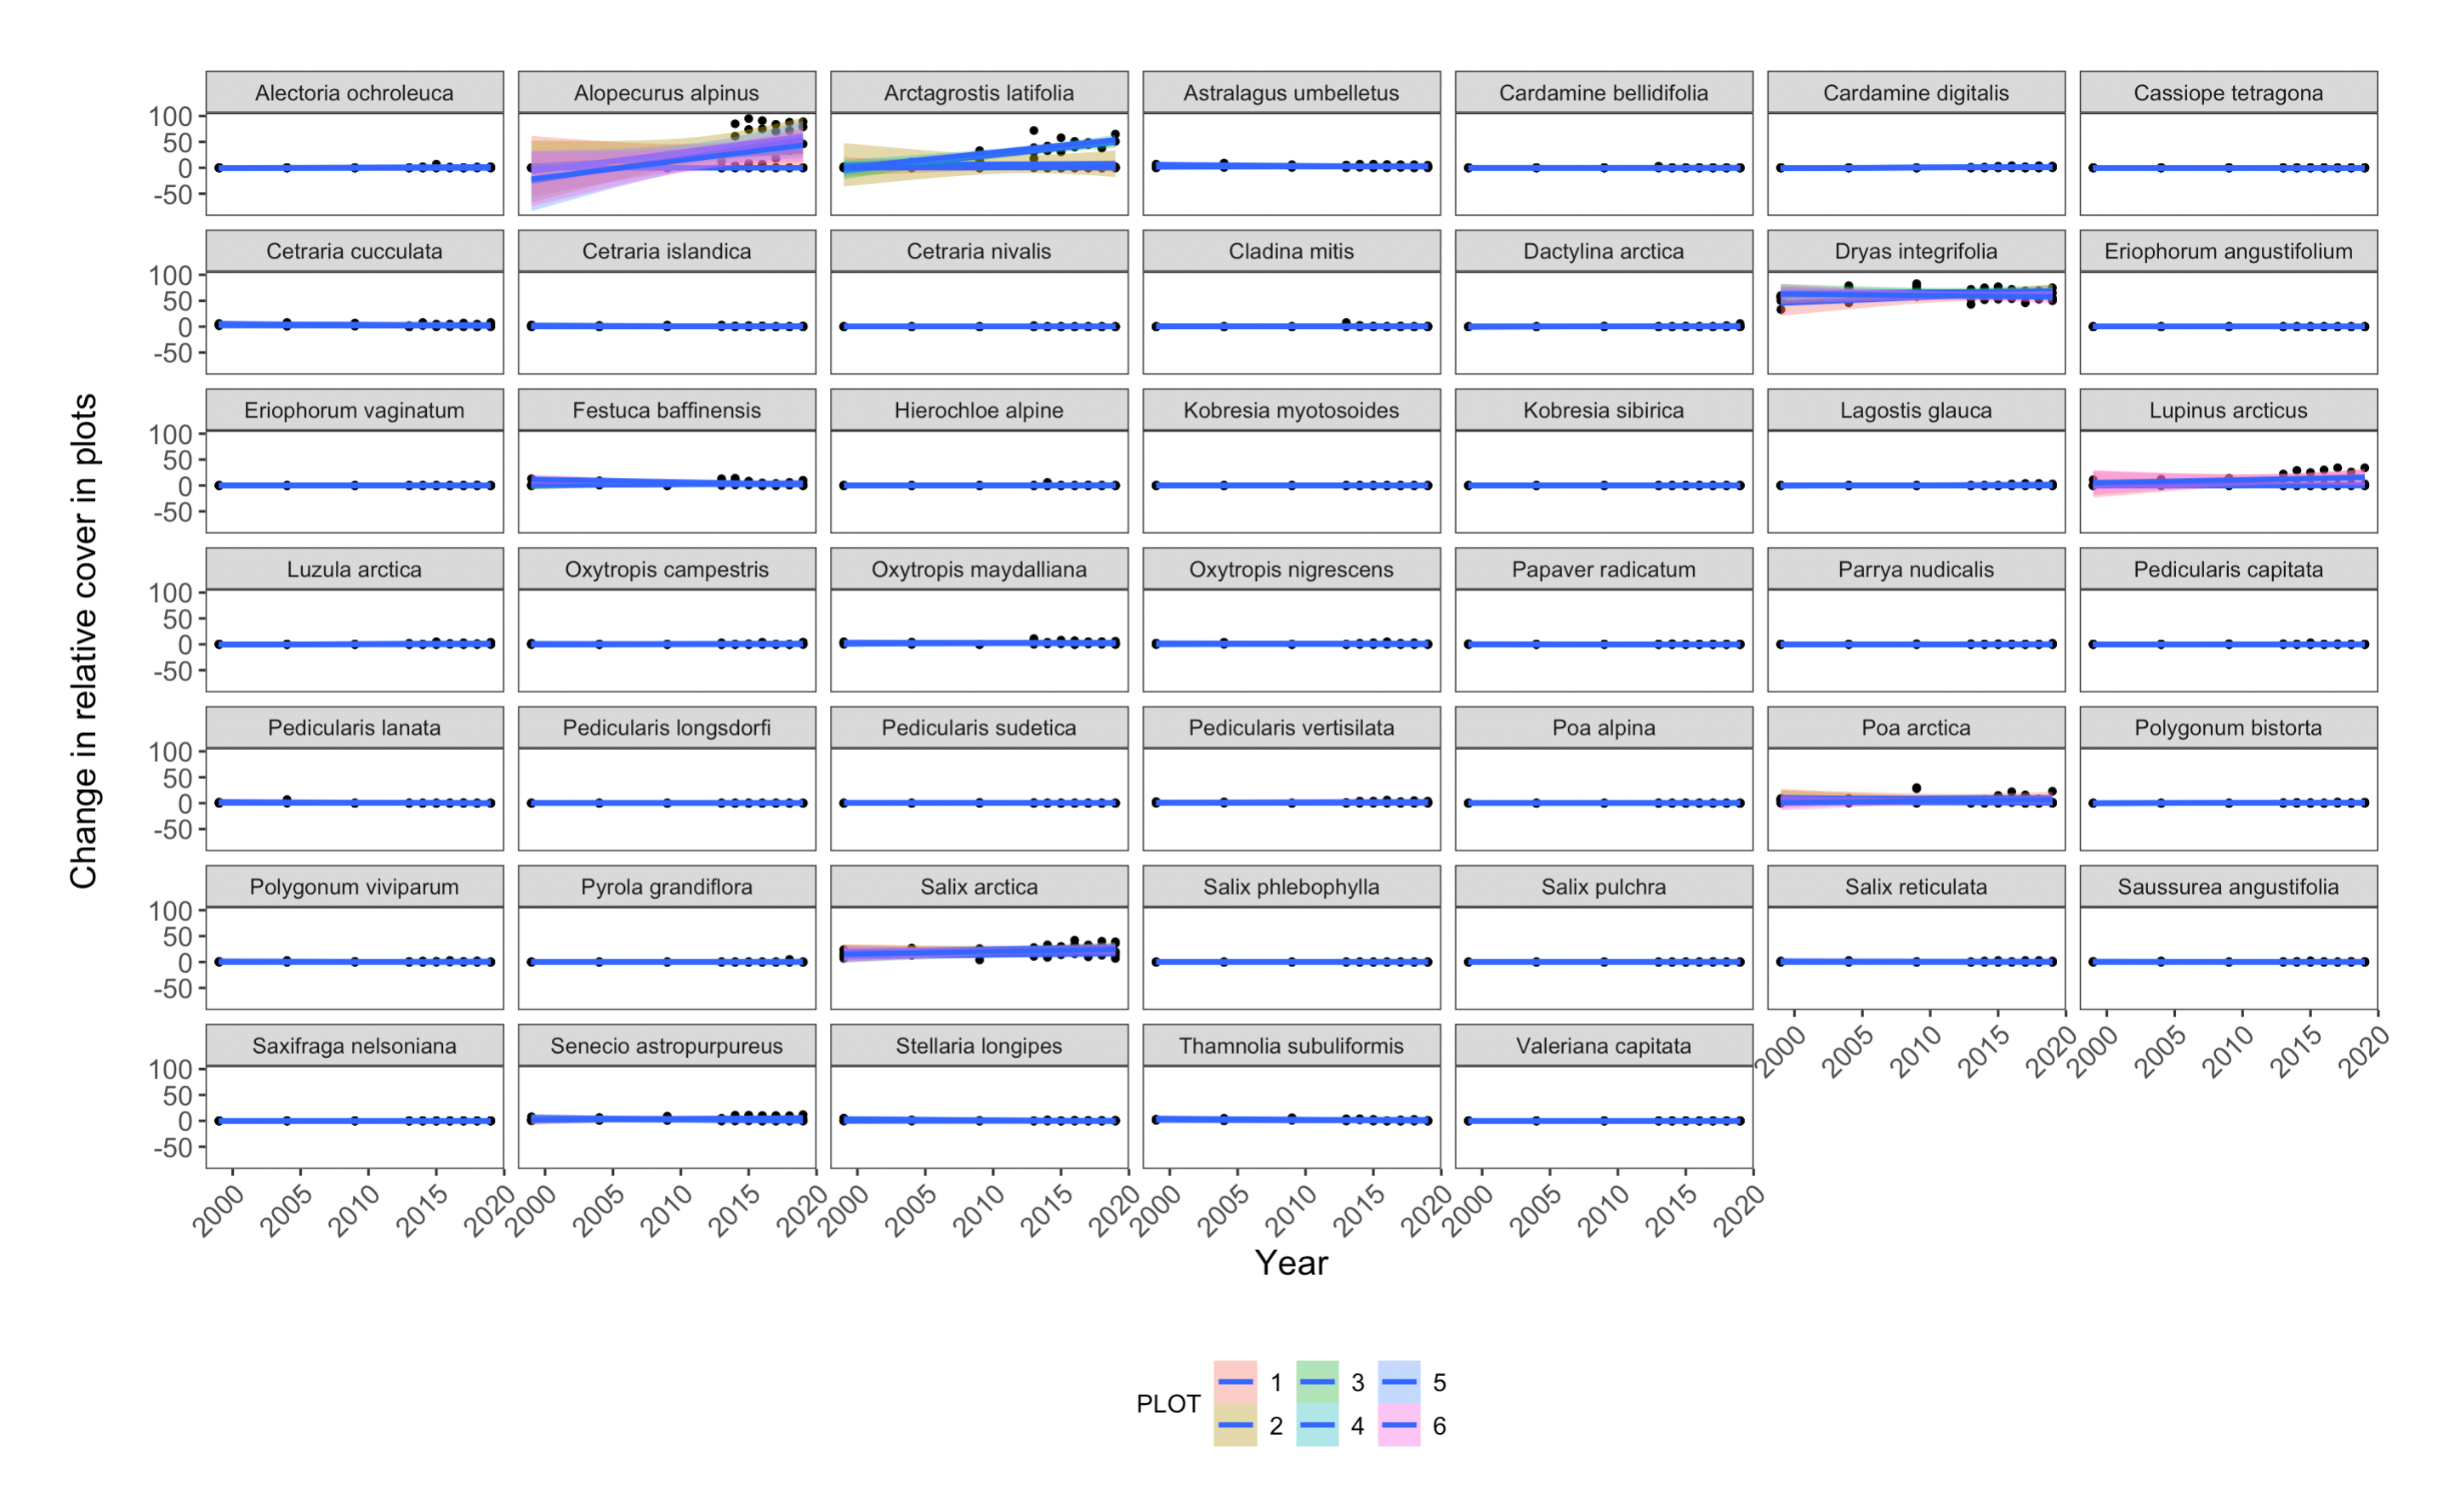 Alectoria ochroleuca Alopecurus alpinus Arctagrostis latifolia Astralagus umbelletus Cardamine bellidifolia Cardamine digitalis Cassiope tetragona
100
50
0
-50
Cetraria cucculata Cetraria islandica Cetraria nivalis Cladina mitis Dactylina arctica Dryas integrifolia Eriophorum angustifolium
100
50
0
-50
Eriophorum vaginatum Festuca baffinensis Hierochloe alpine Kobresia myotosoides Kobresia sibirica Lagostis glauca Lupinus arcticus
100
50
0
-50
Change in relative cover in plots
Luzula arctica Oxytropis campestris Oxytropis maydalliana Oxytropis nigrescens Papaver radicatum Parrya nudicalis Pedicularis capitata
100
50
0
-50
Pedicularis lanata Pedicularis longsdorfi Pedicularis sudetica Pedicularis vertisilata Poa alpina Poa arctica Polygonum bistorta
100
50
0
-50
Polygonum viviparum Pyrola grandiflora Salix arctica Salix phlebophylla Salix pulchra Salix reticulata Saussurea angustifolia
100
50
0
-50
2000 2005 2010 2015 2020 2000 2005 2010 2015 2020
Saxifraga nelsoniana Senecio astropurpureus Stellaria longipes Thamnolia subuliformis Valeriana capitata
100
50
0
-50
2000 2005 2010 2015 2020 2000 2005 2010 2015 2020 2000 2005 2010 2015 2020 2000 2005 2010 2015 2020 2000 2005 2010 2015 2020
Year
PLOT
1 3 5
2 4 6